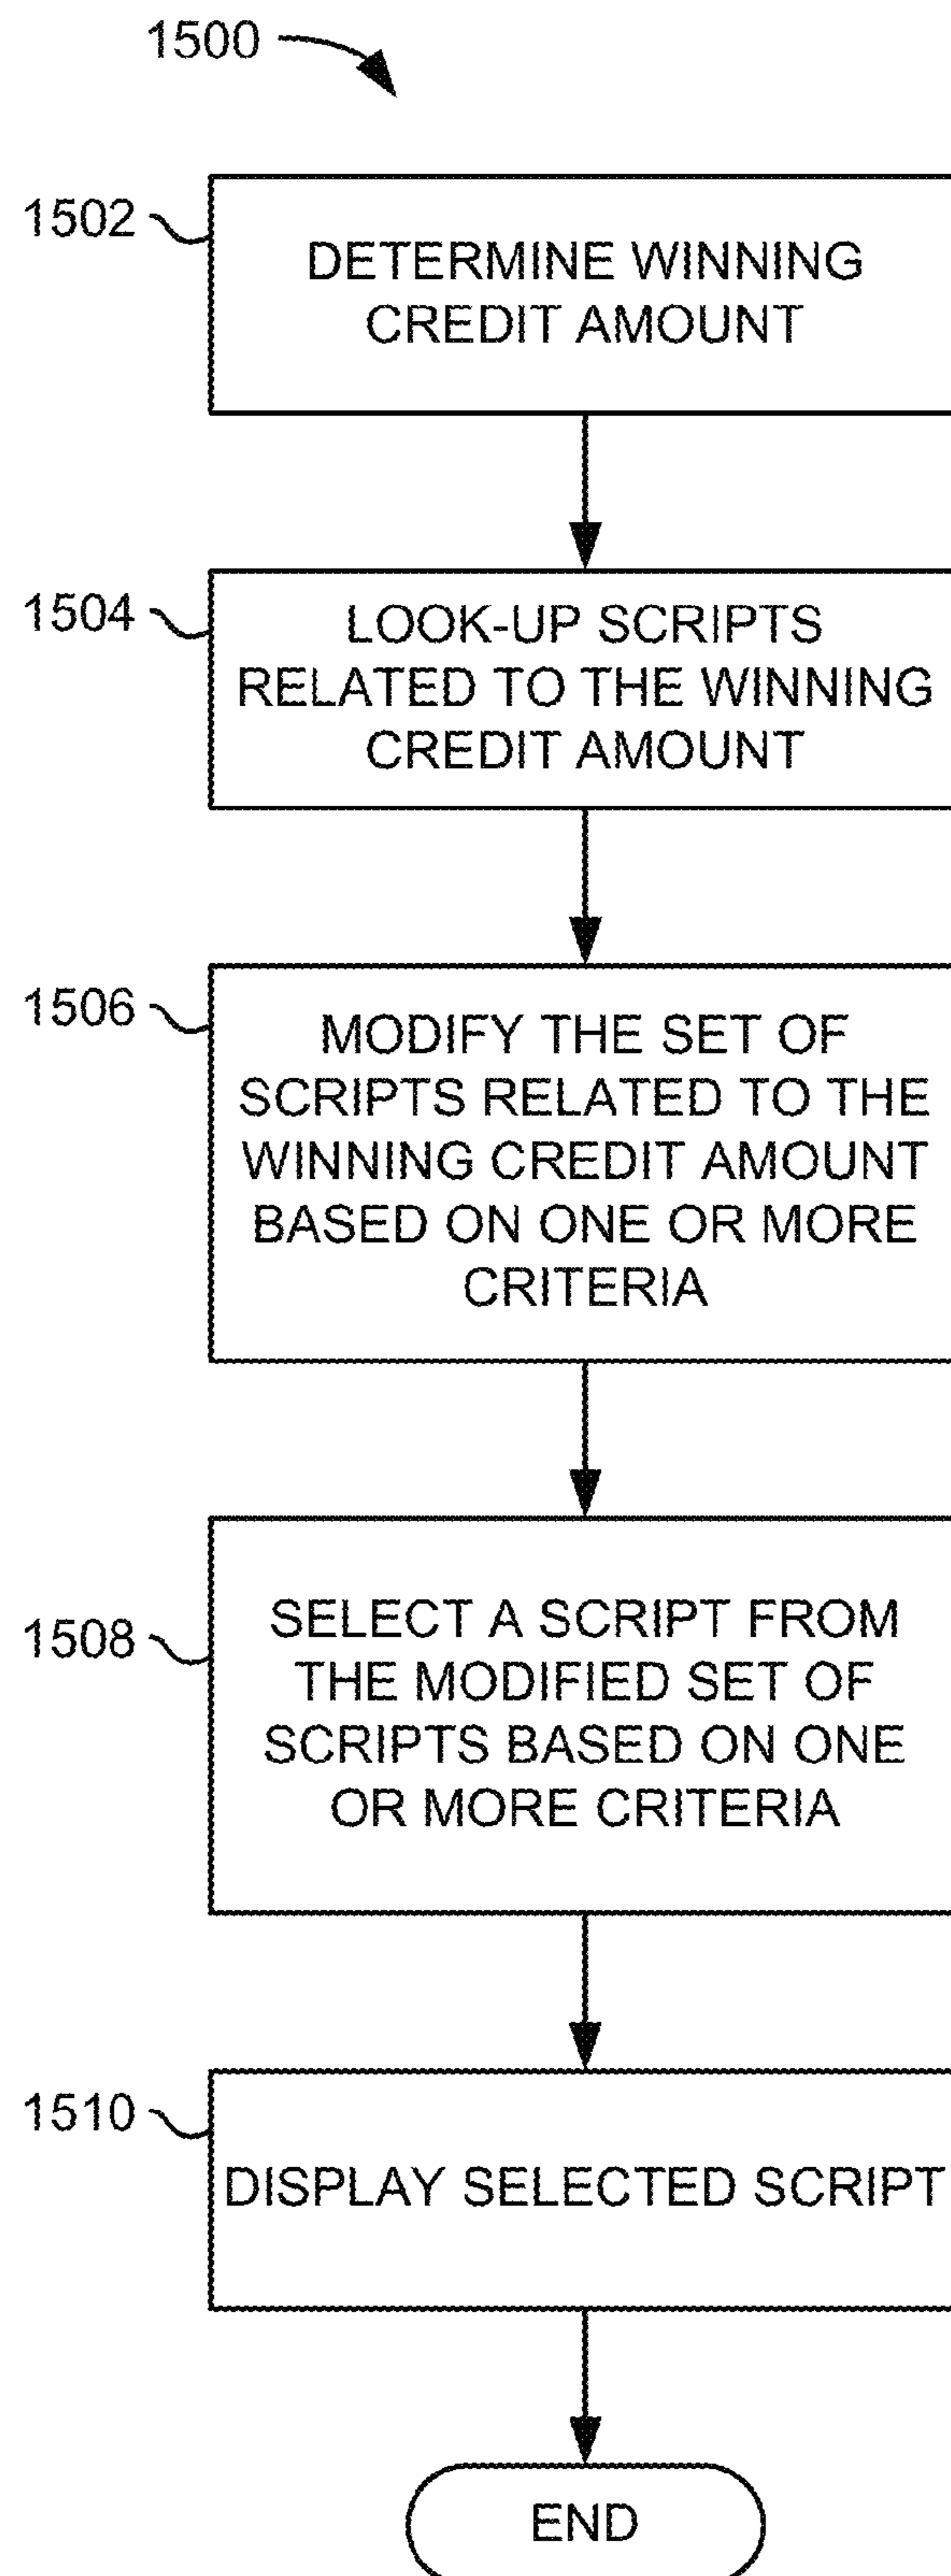 1500
1502
DETERMINE WINNING
CREDIT AMOUNT
1504
LOOK-UP SCRIPTS
RELATED TO THE WINNING
CREDIT AMOUNT
1506
MODIFY THE SET OF
SCRIPTS RELATED TO THE
WINNING CREDIT AMOUNT
BASED ON ONE OR MORE
CRITERIA
1508
SELECT A SCRIPT FROM
THE MODIFIED SET OF
SCRIPTS BASED ON ONE
OR MORE CRITERIA
1510
DISPLAY SELECTED SCRIPT
END